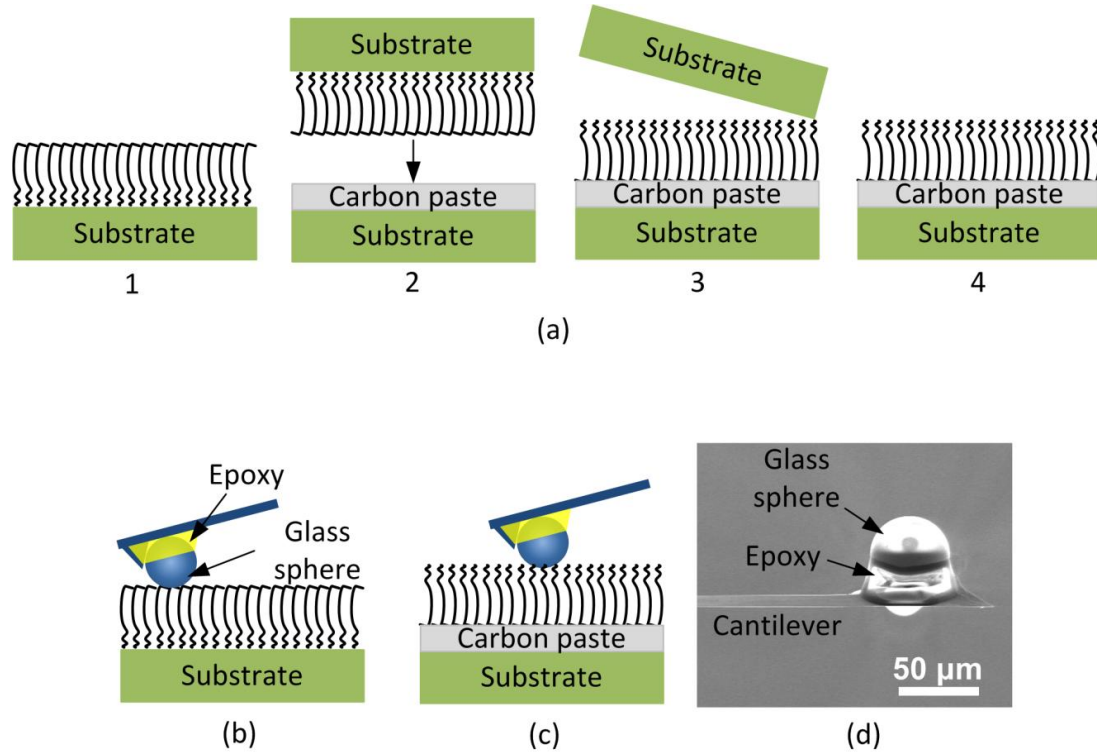 Substrate
1
Substrate
Carbon paste
Substrate
2
Substrate
Carbon paste
Substrate
3
Carbon paste
Substrate
4
(a)
Epoxy
Glass
sphere
Substrate
(b)
Carbon paste
Substrate
(c)
Glass
sphere
Epoxy
Cantilever
50 μm
(d)